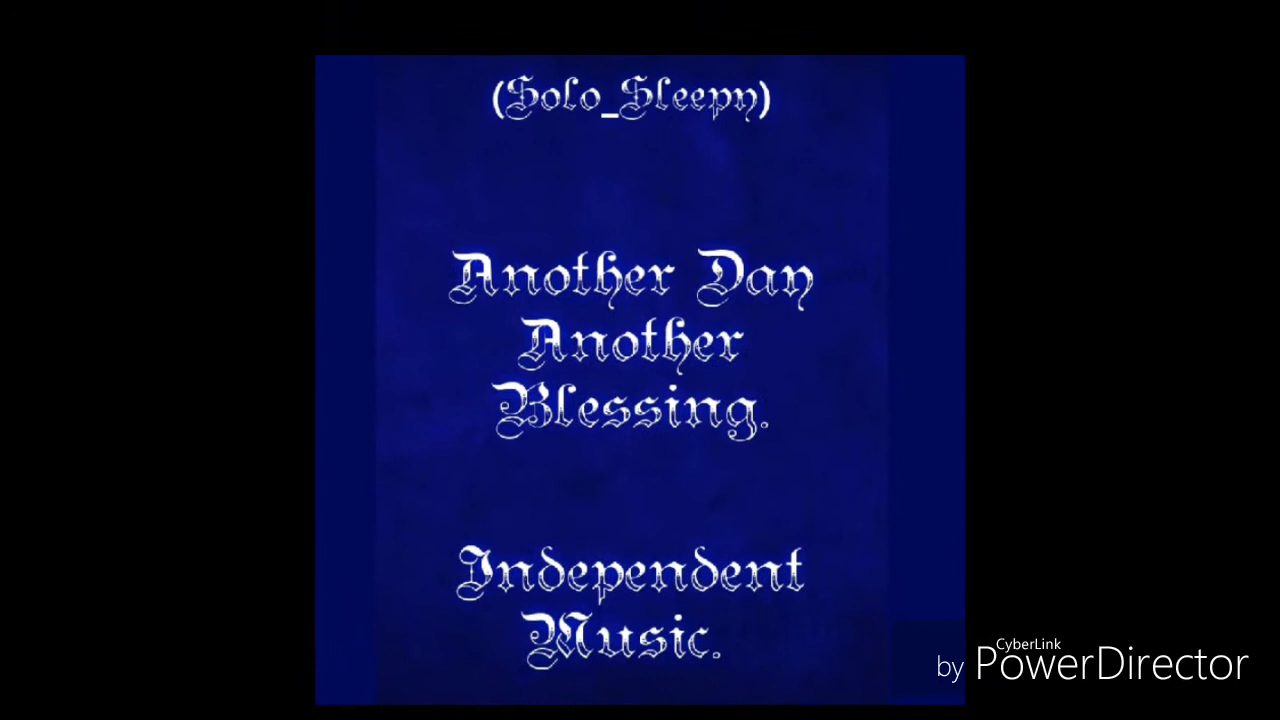 (Solo_Sleepy)
Another Day
Another
Blessing.
Independent
Music.
CyberLink
by PowerDirector